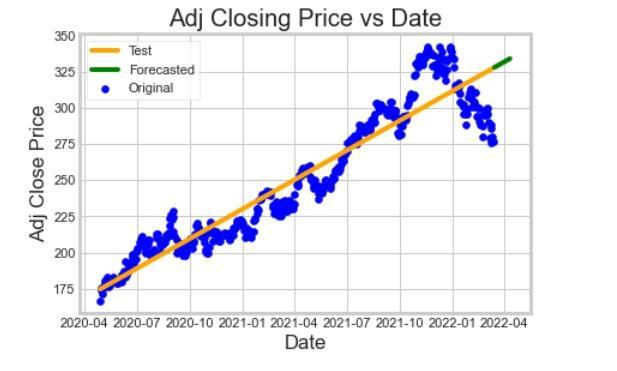 Adj Closing Price vs Date
350
325
300
275
250
225
200
175
Adj Close Price
Test
Forecasted
Original
2020-04 2020-07 2020-10 2021-01 2021-04 2021-07 2021-10 2022-01 2022-04
Date